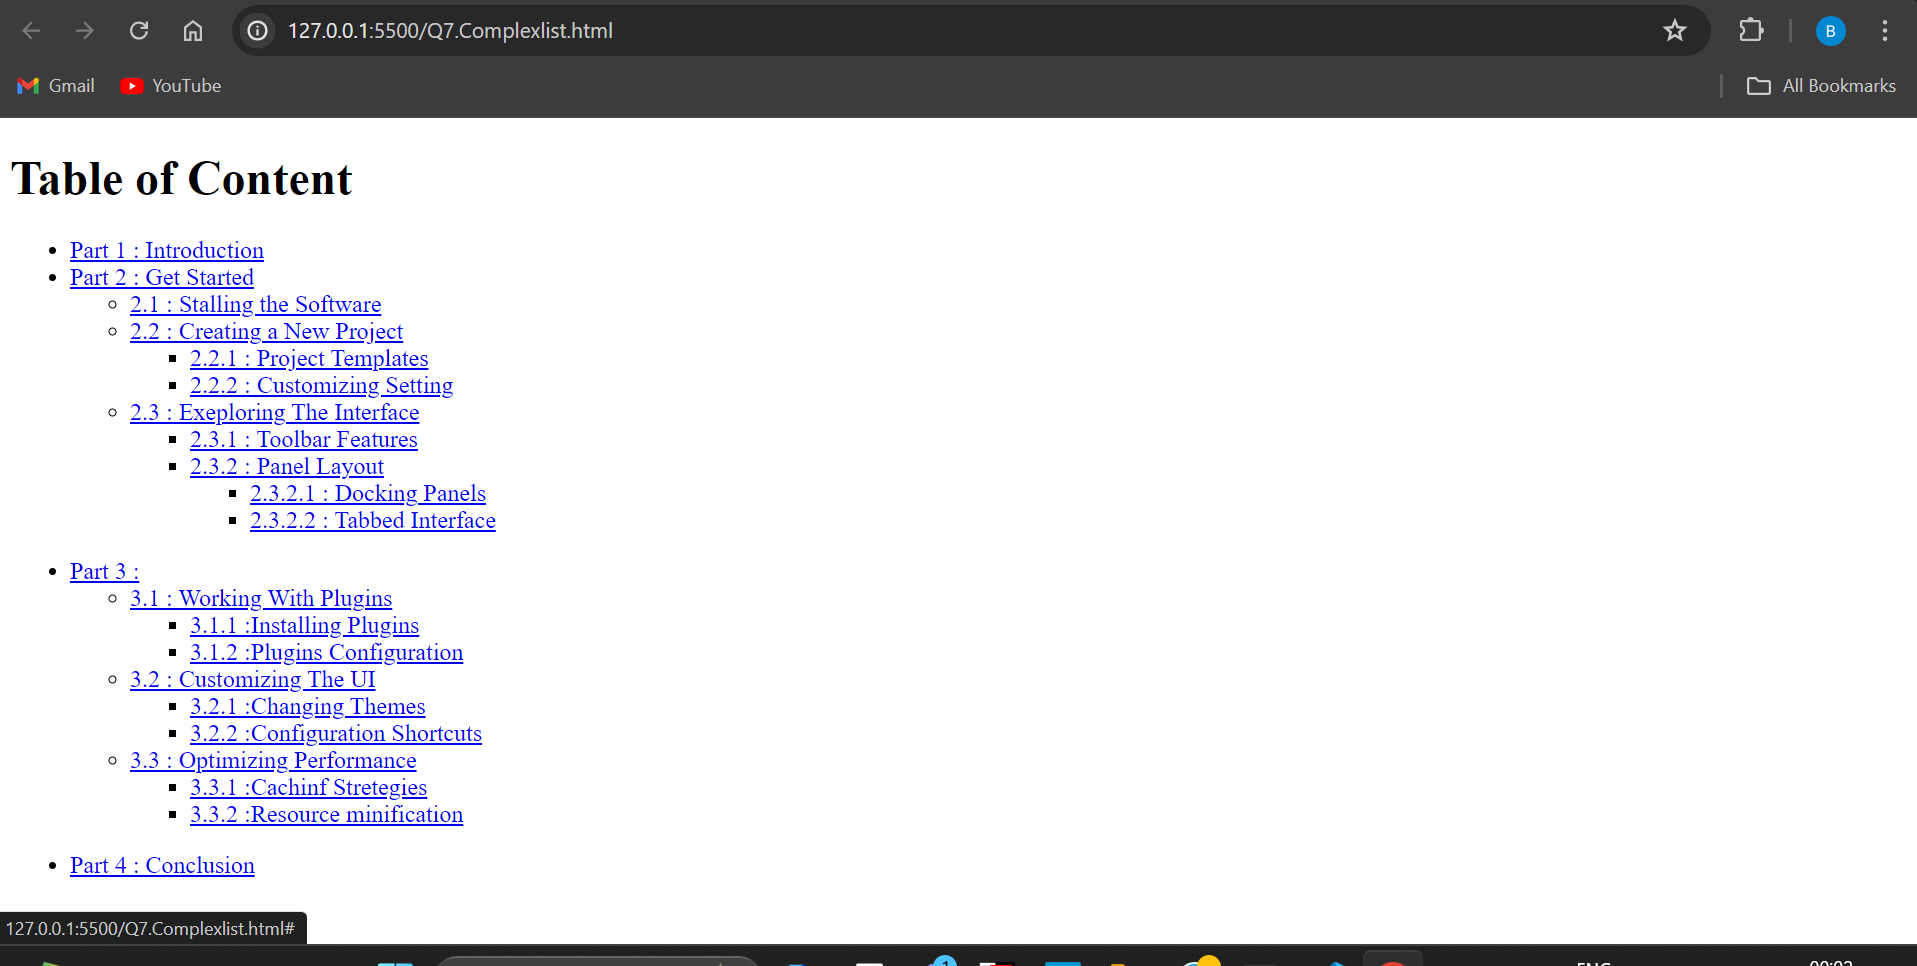 127.0.0.1:5500/Q7.Complexlist.html
B
Gmail YouTube All Bookmarks
Table of Content
Part 1 : Introduction
Part 2 : Get Started
2.1 : Stalling the Software
2.2 : Creating a New Project
2.2.1 : Project Templates
2.2.2 : Customizing Setting
2.3 : Exeploring The Interface
2.3.1 : Toolbar Features
2.3.2 : Panel Layout
2.3.2.1 : Docking Panels
2.3.2.2 : Tabbed Interface
Part 3 :
3.1 : Working With Plugins
3.1.1 :Installing Plugins
3.1.2 :Plugins Configuration
3.2 : Customizing The UI
3.2.1 :Changing Themes
3.2.2 :Configuration Shortcuts
3.3 : Optimizing Performance
3.3.1 :Cachinf Stretegies
3.3.2 :Resource minification
Part 4 : Conclusion
127.0.0.1:5500/Q7.Complexlist.html#